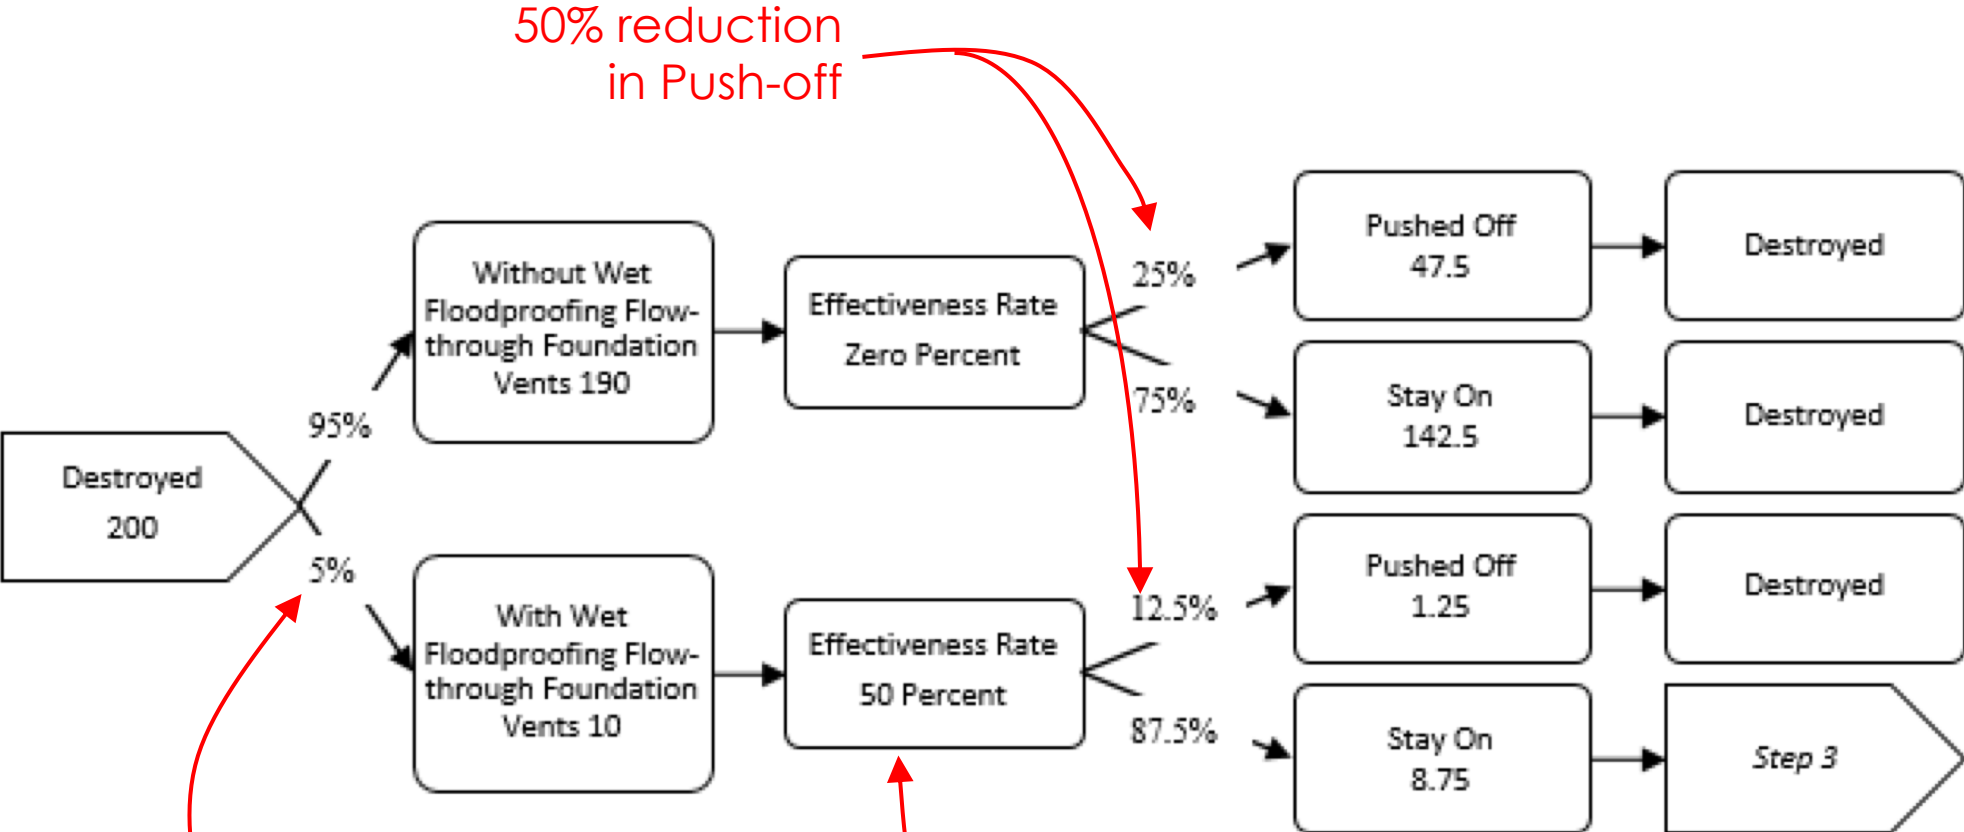 50% reduction
in Push-off
Destroyed
200
95%
5%
Without Wet
Floodproofing Flow-
through Foundation
Vents 190
Effectiveness Rate
Zero Percent
25%
75%
Pushed Off
47.5
Destroyed
Stay On
142.5
Destroyed
With Wet
Floodproofing Flow-
through Foundation
Vents 10
Effectiveness Rate
50 Percent
12.5%
87.5%
Pushed Off
1.25
Destroyed
Stay On
8.75
Step 3